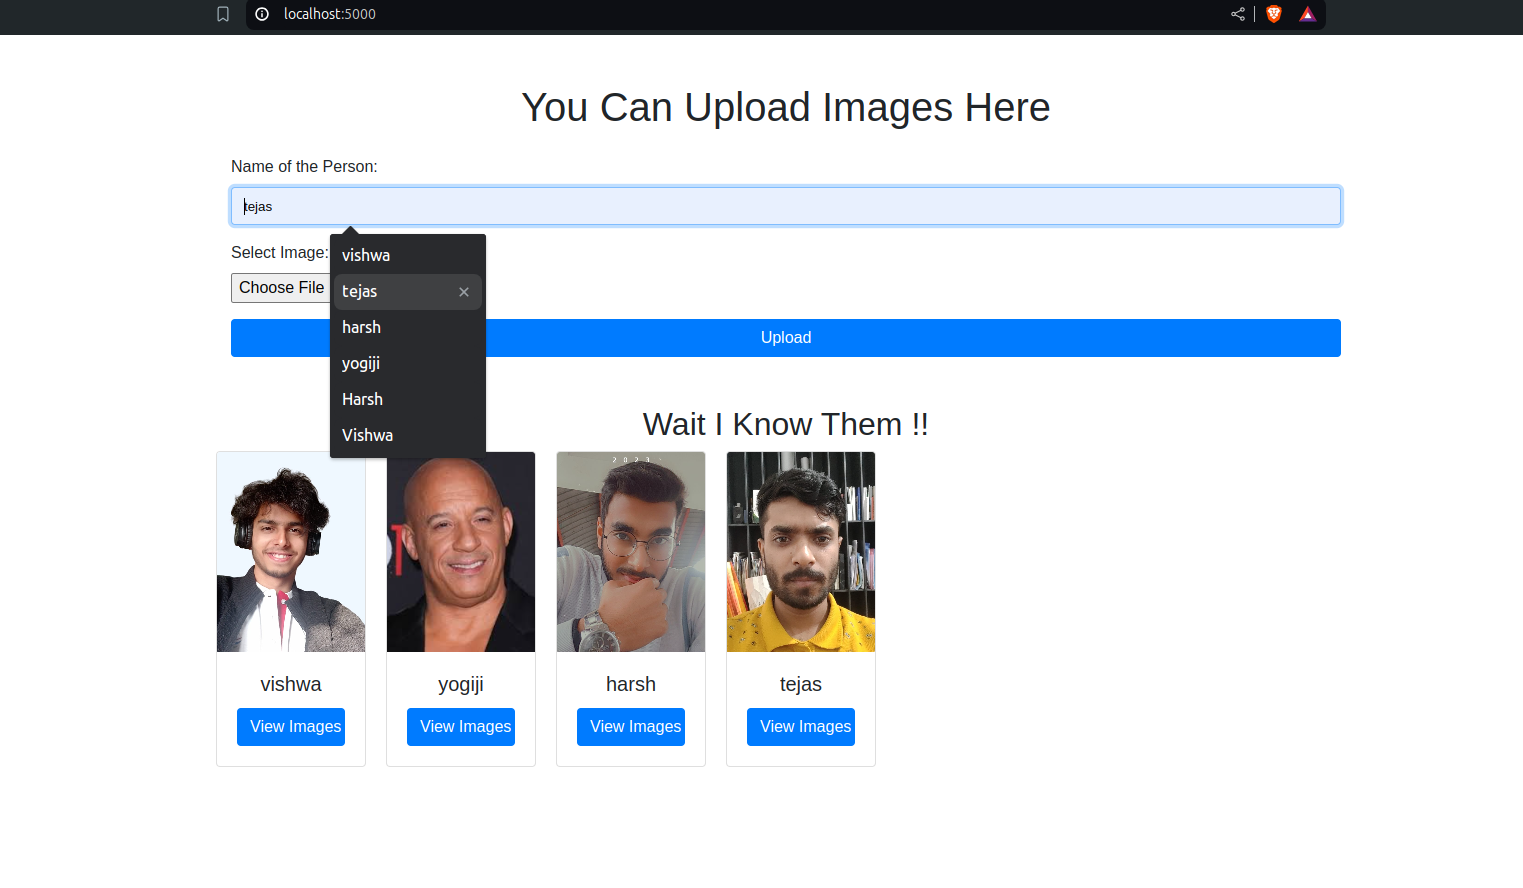 localhost:5000
You Can Upload Images Here
Name of the Person:
tejas
Select Image:
Choose File
vishwa
tejas
harsh
yogiji
Harsh
Vishwa
Upload
Wait I Know Them !!
2023
vishwa
yogiji
harsh
tejas
View Images
View Images
View Images
View Images